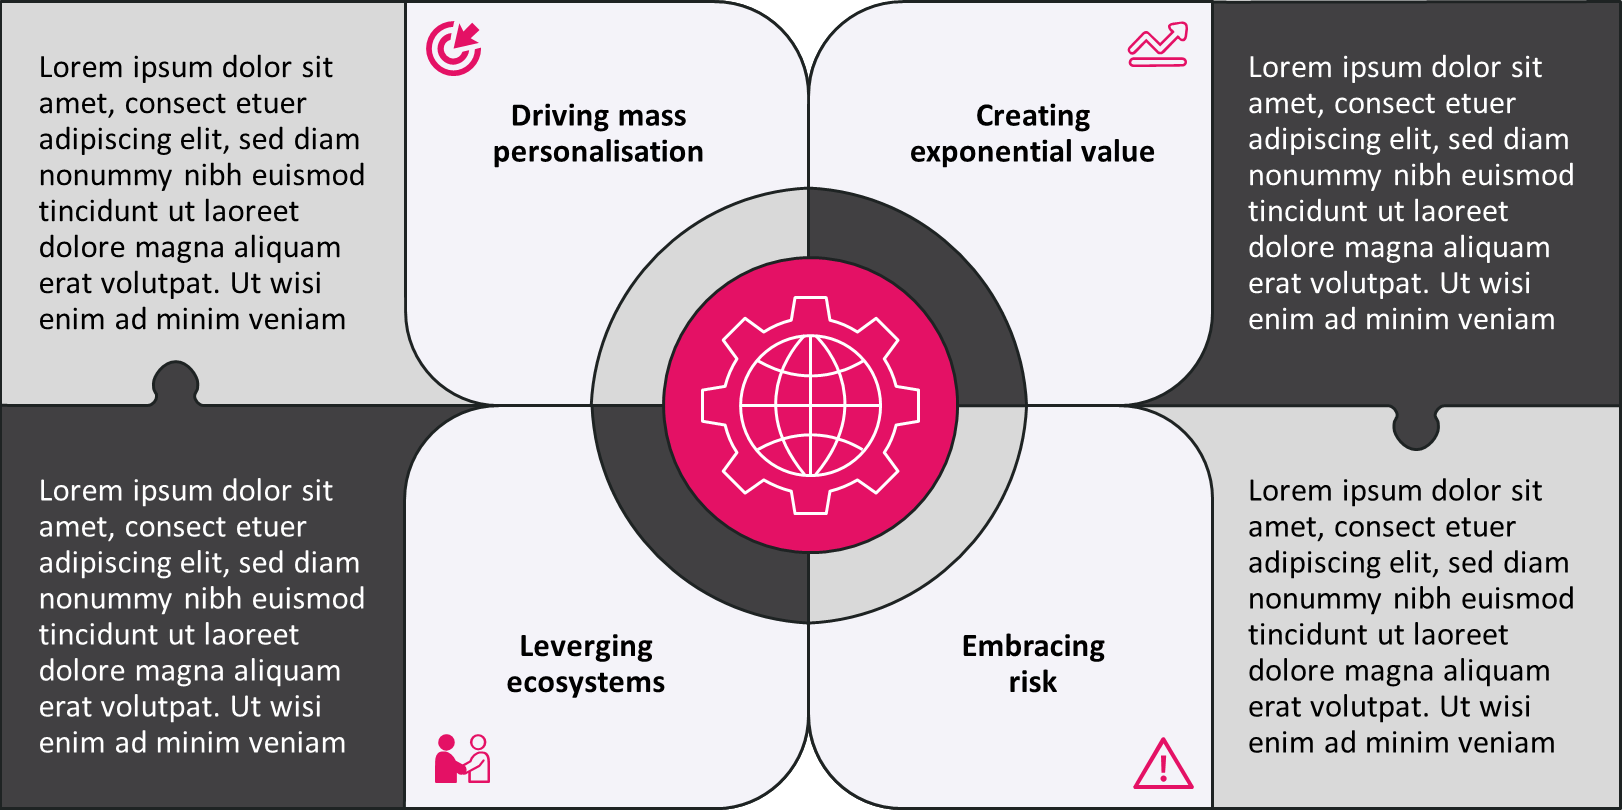 Lorem ipsum dolor sit
amet, consect etuer
adipiscing elit, sed diam
nonummy nibh euismod
tincidunt ut laoreet
dolore magna aliquam
erat volutpat. Ut wisi
enim ad minim veniam
Driving mass
personalisation
Creating
exponential value
Lorem ipsum dolor sit
amet, consect etuer
adipiscing elit, sed diam
nonummy nibh euismod
tincidunt ut laoreet
dolore magna aliquam
erat volutpat. Ut wisi
enim ad minim veniam
Lorem ipsum dolor sit
amet, consect etuer
adipiscing elit, sed diam
nonummy nibh euismod
tincidunt ut laoreet
dolore magna aliquam
erat volutpat. Ut wisi
enim ad minim veniam
Leverging
ecosystems
Embracing
risk
Lorem ipsum dolor sit
amet, consect etuer
adipiscing elit, sed diam
nonummy nibh euismod
tincidunt ut laoreet
dolore magna aliquam
erat volutpat. Ut wisi
enim ad minim veniam